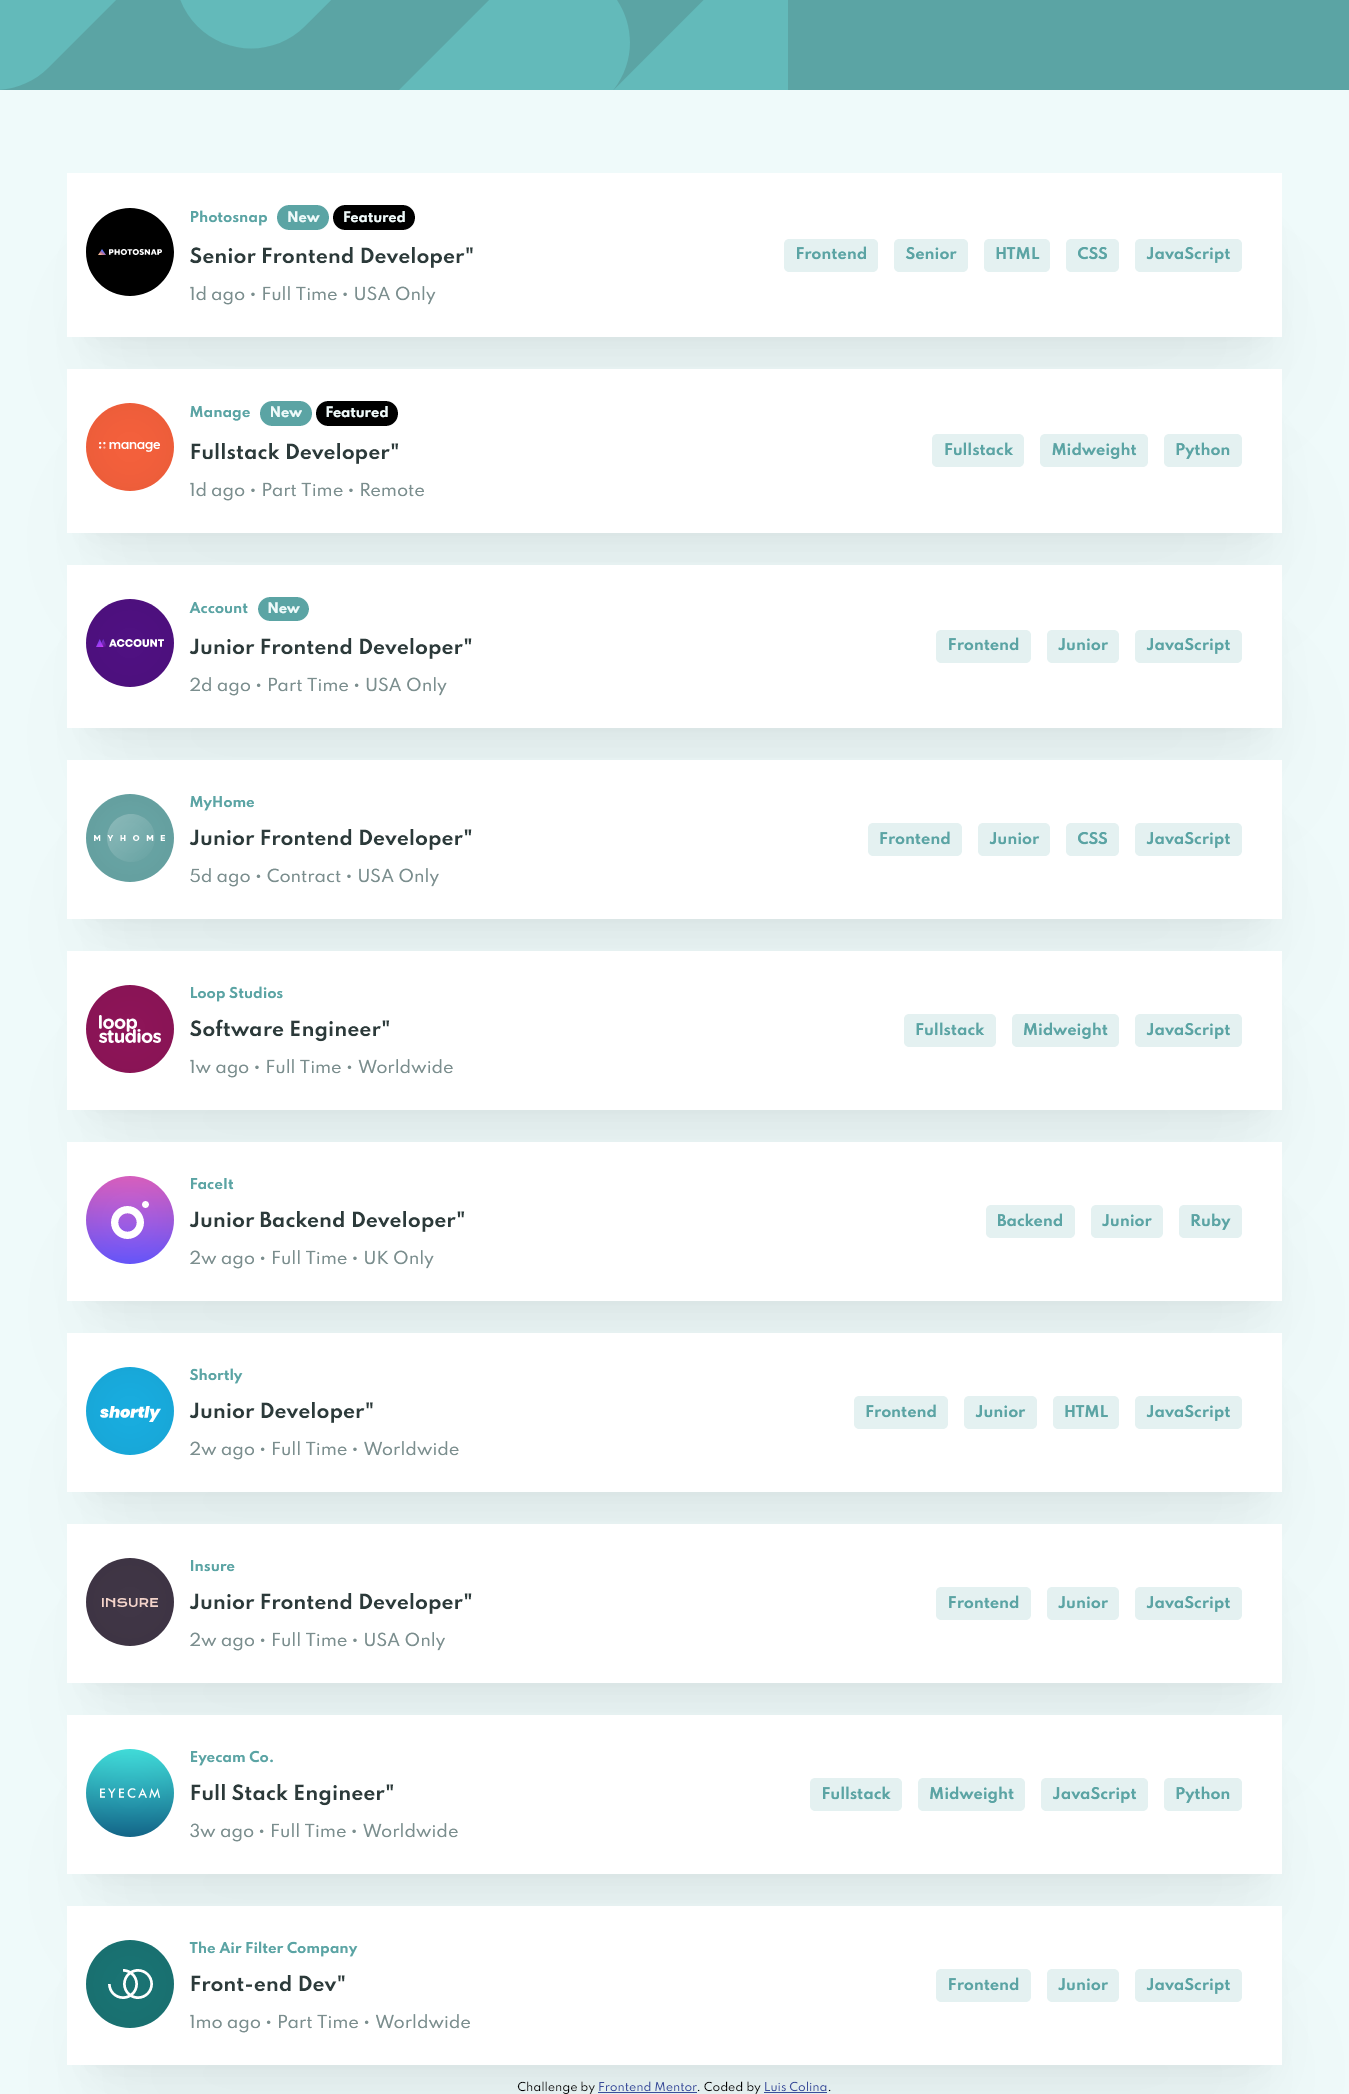 Photosnap New Featured
PHOTOSNAP
Senior Frontend Developer"
Frontend Senior HTML CSS JavaScript
1d ago • Full Time • USA Only
Manage New Featured
manage
Fullstack Developer"
Fullstack Midweight Python
1d ago • Part Time • Remote
Account New
ACCOUNT
Junior Frontend Developer"
Frontend Junior JavaScript
2d ago • Part Time • USA Only
MyHome
MYHOME
Junior Frontend Developer"
Frontend Junior CSS JavaScript
5d ago • Contract • USA Only
Loop Studios
loop
studios
Software Engineer"
Fullstack Midweight JavaScript
1w ago • Full Time • Worldwide
FaceIt
Junior Backend Developer"
Backend Junior Ruby
2w ago • Full Time • UK Only
Shortly
shortly
Junior Developer"
Frontend Junior HTML JavaScript
2w ago • Full Time • Worldwide
Insure
INSURE
Junior Frontend Developer"
Frontend Junior JavaScript
2w ago • Full Time • USA Only
Eyecam Co.
EYECAM
Full Stack Engineer"
Fullstack Midweight JavaScript Python
3w ago • Full Time • Worldwide
The Air Filter Company
Front-end Dev"
Frontend Junior JavaScript
1mo ago • Part Time • Worldwide
Challenge by Frontend Mentor. Coded by Luis Colina.